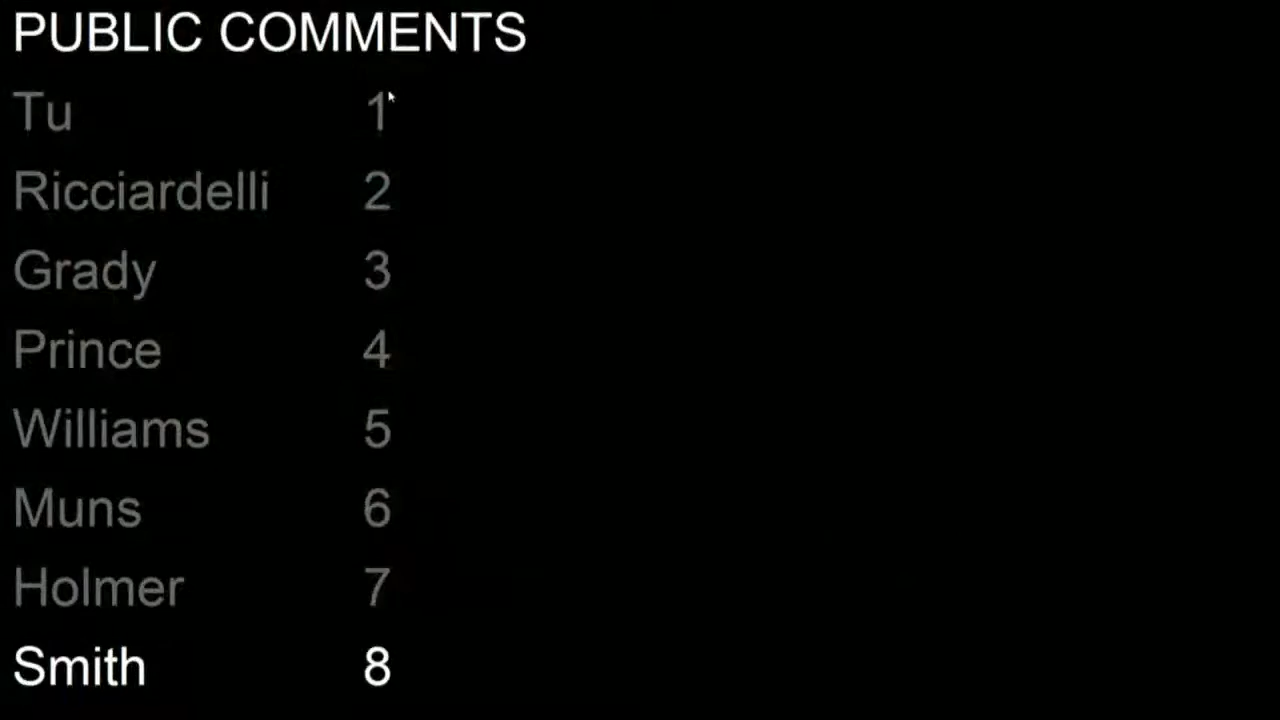 PUBLIC COMMENTS
Tu 1
Ricciardelli 2
Grady 3
Prince 4
Williams 5
Muns 6
Holmer 7
Smith 8